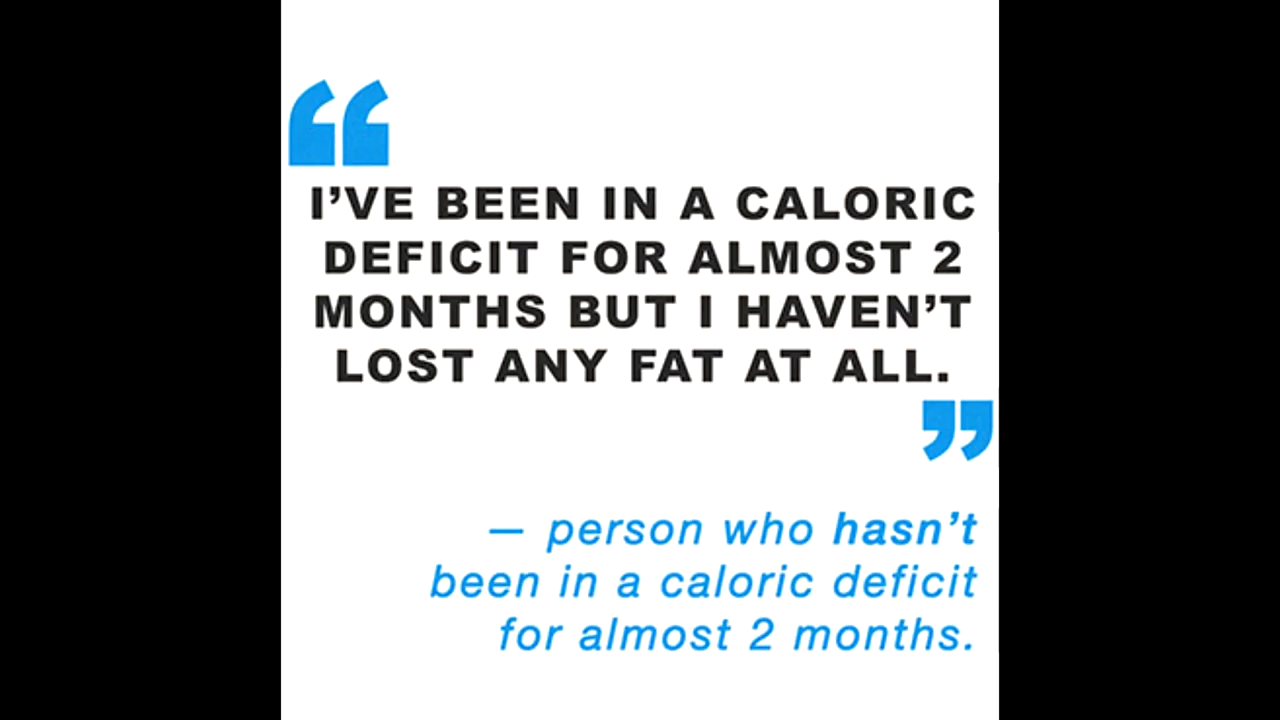 “
I’VE BEEN IN A CALORIC
DEFICIT FOR ALMOST 2
MONTHS BUT I HAVEN’T
LOST ANY FAT AT ALL.
”
— person who hasn’t
been in a caloric deficit
for almost 2 months.